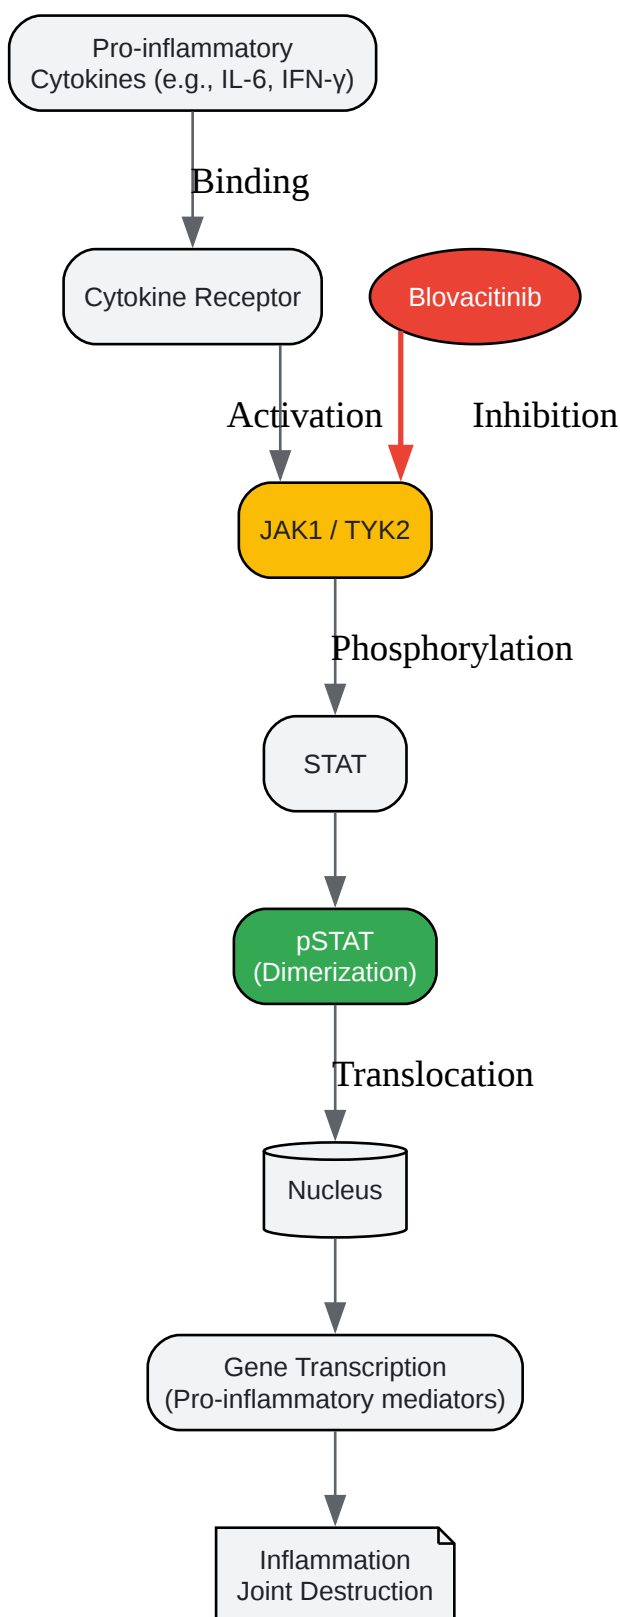 Pro-inflammatory
Cytokines (e.g., IL-6, IFN-γ)
Binding
Cytokine Receptor
Blovacitinib
Activation
Inhibition
JAK1 / TYK2
Phosphorylation
STAT
pSTAT
(Dimerization)
Translocation
Nucleus
Gene Transcription
(Pro-inflammatory mediators)
Inflammation
Joint Destruction